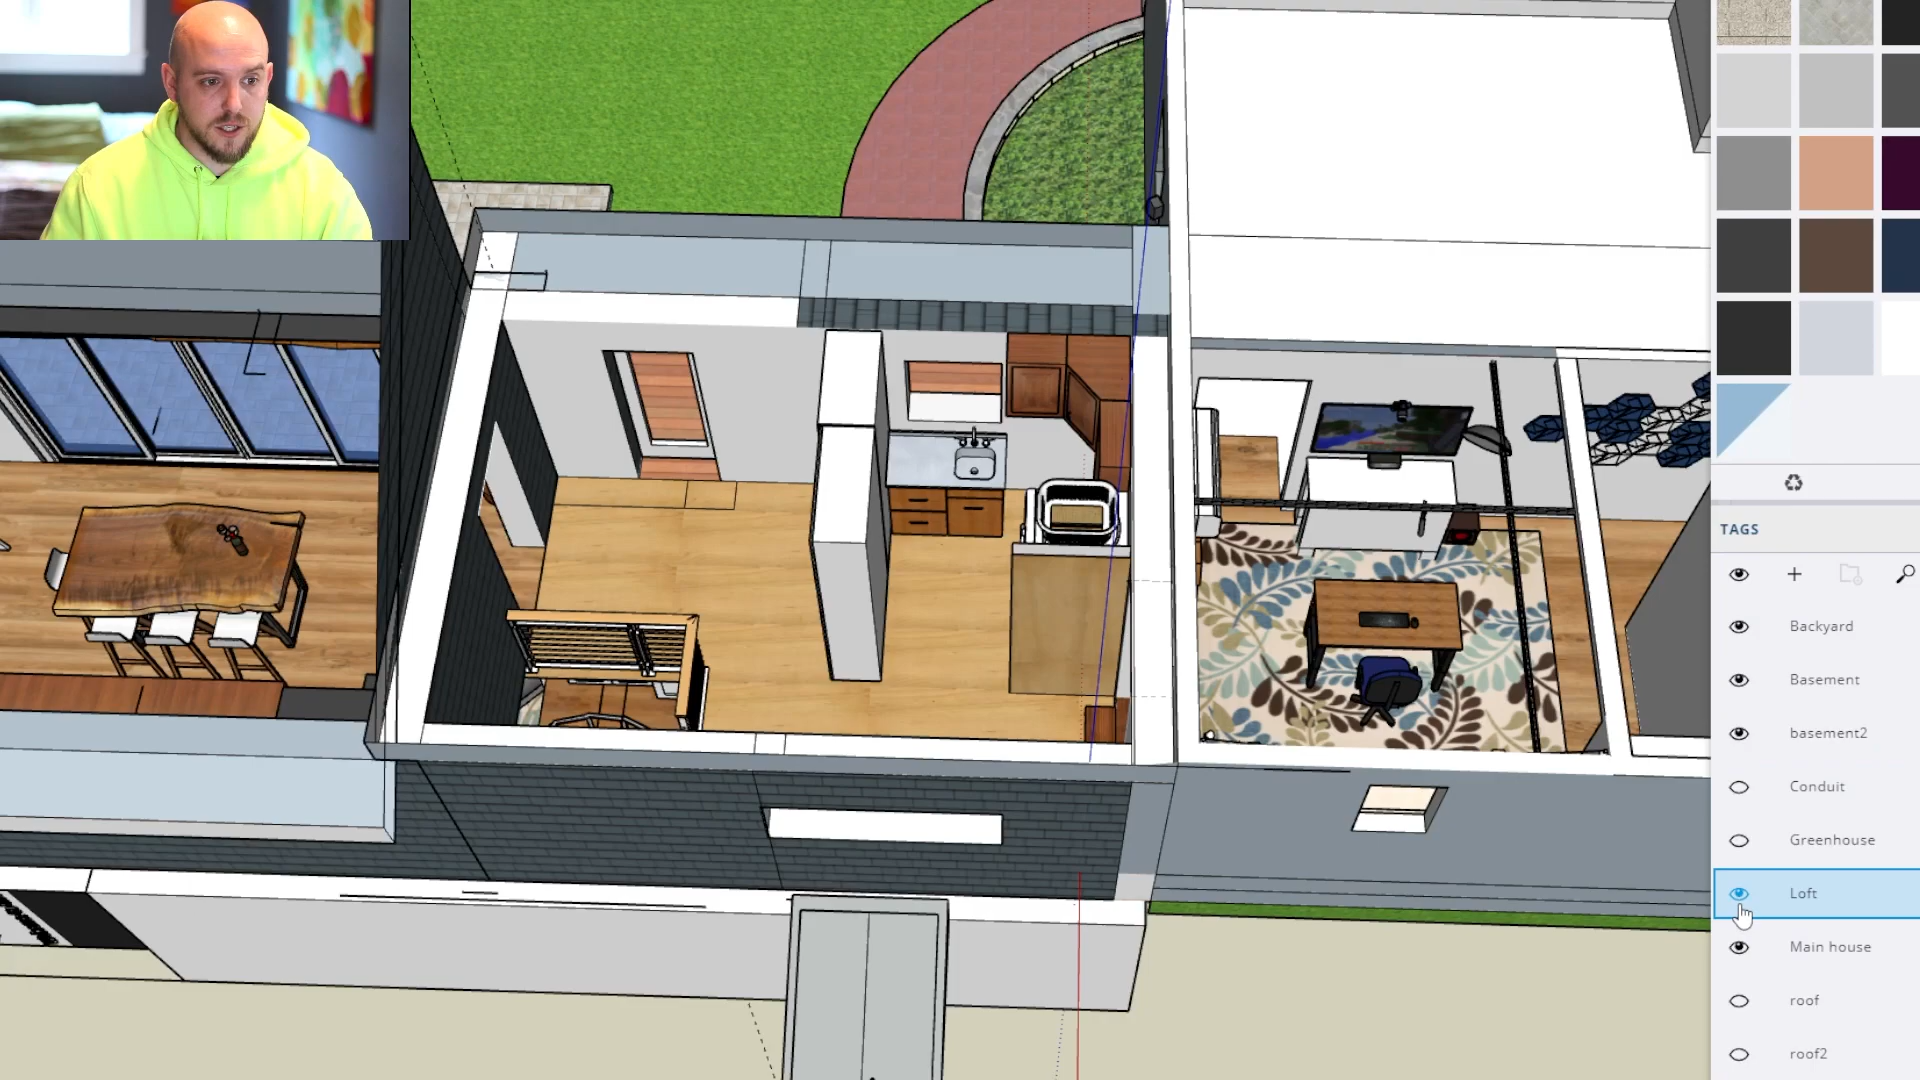 TAGS
Backyard
Basement
basement2
Conduit
Greenhouse
Loft
Main house
roof
roof2